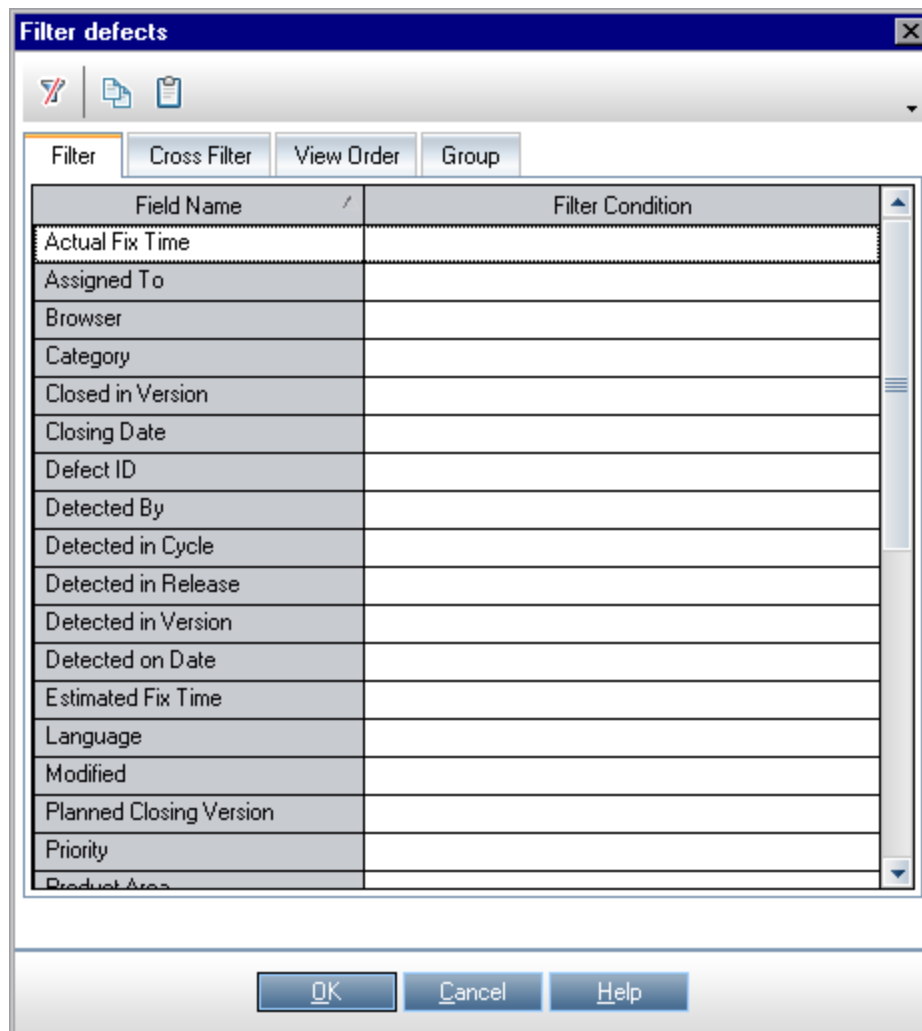 Filter defects
Filter Cross Filter View Order Group
Field Name Filter Condition
Actual Fix Time
Assigned To
Browser
Category
Closed in Version
Closing Date
Defect ID
Detected By
Detected in Cycle
Detected in Release
Detected in Version
Detected on Date
Estimated Fix Time
Language
Modified
Planned Closing Version
Priority
Product Area
OK Cancel Help